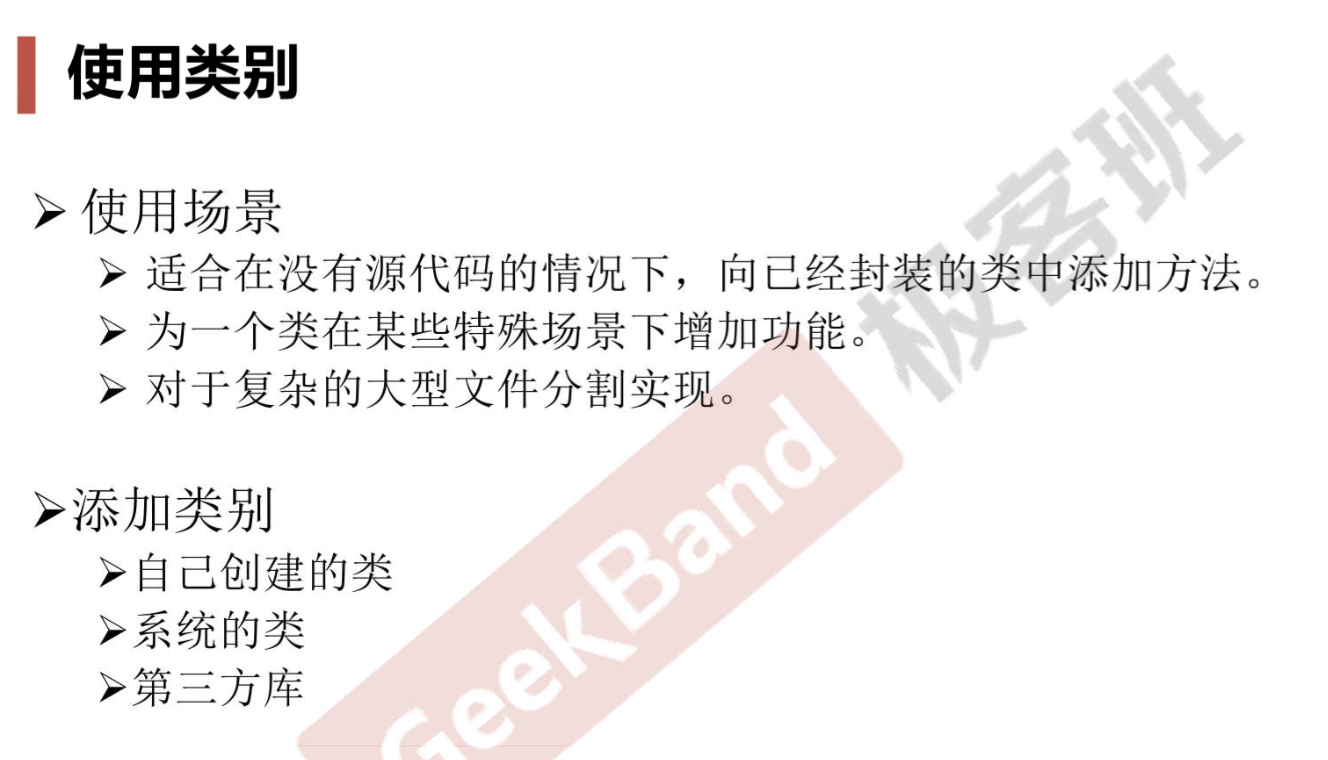 使用类别
使用场景
适合在没有源代码的情况下，向已经封装的类中添加方法。
为一个类在某些特殊场景下增加功能。
对于复杂的大型文件分割实现。
添加类别
自己创建的类
系统的类
第三方库
GeekBand
极客班